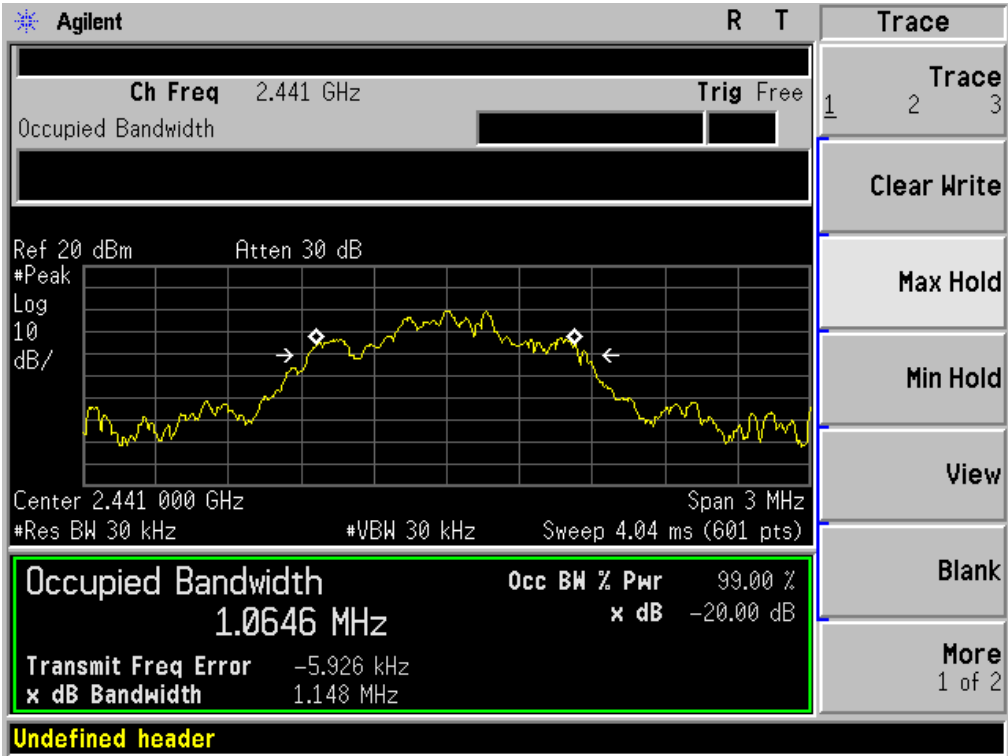 Agilent R T Trace
Ch Freq 2.441 GHz Trig Free
Occupied Bandwidth
Trace
1 2 3
Clear Write
Max Hold
Min Hold
View
Blank
More
1 of 2
Ref 20 dBm Atten 30 dB
#Peak
Log
10
dB/
Center 2.441 000 GHz Span 3 MHz
#Res BW 30 kHz #VBW 30 kHz Sweep 4.04 ms (601 pts)
Occupied Bandwidth Occ BW % Pwr 99.00 %
1.0646 MHz x dB -20.00 dB
Transmit Freq Error -5.926 kHz
x dB Bandwidth 1.148 MHz
Undefined header